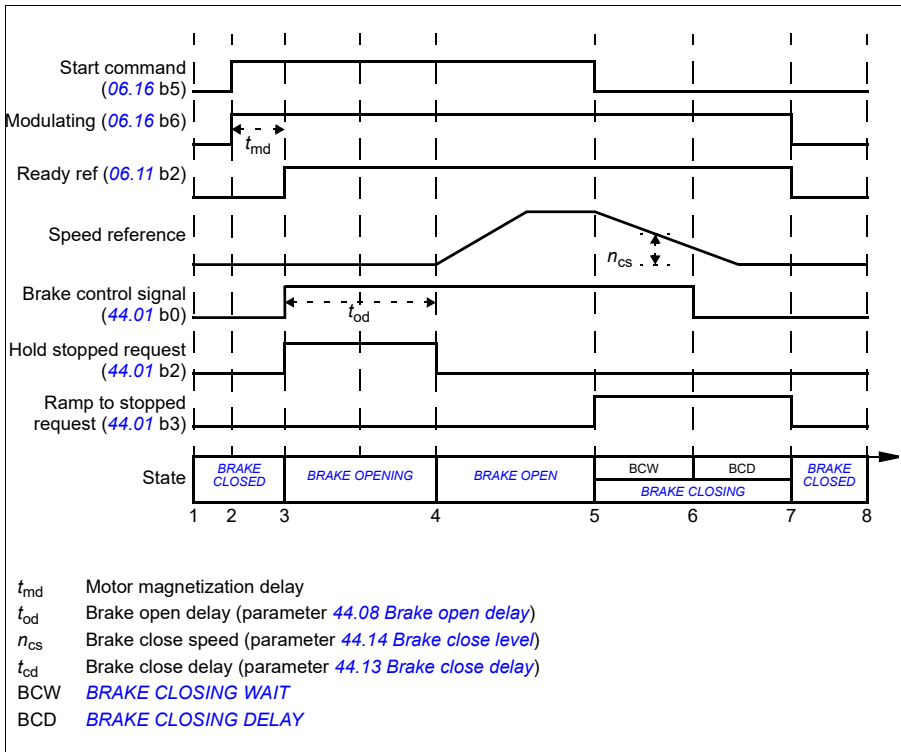 Start command
(06.16 b5)
Modulating (06.16 b6)
tmd
Ready ref (06.11 b2)
Speed reference
ncs
Brake control signal
(44.01 b0)
tod
Hold stopped request
(44.01 b2)
Ramp to stopped
request (44.01 b3)
State
BRAKE
CLOSED
BRAKE OPENING
BRAKE OPEN
BCW
BCD
BRAKE CLOSING
BRAKE
CLOSED
1 2 3 4 5 6 7 8
tmd Motor magnetization delay
tod Brake open delay (parameter 44.08 Brake open delay)
ncs Brake close speed (parameter 44.14 Brake close level)
tcd Brake close delay (parameter 44.13 Brake close delay)
BCW BRAKE CLOSING WAIT
BCD BRAKE CLOSING DELAY